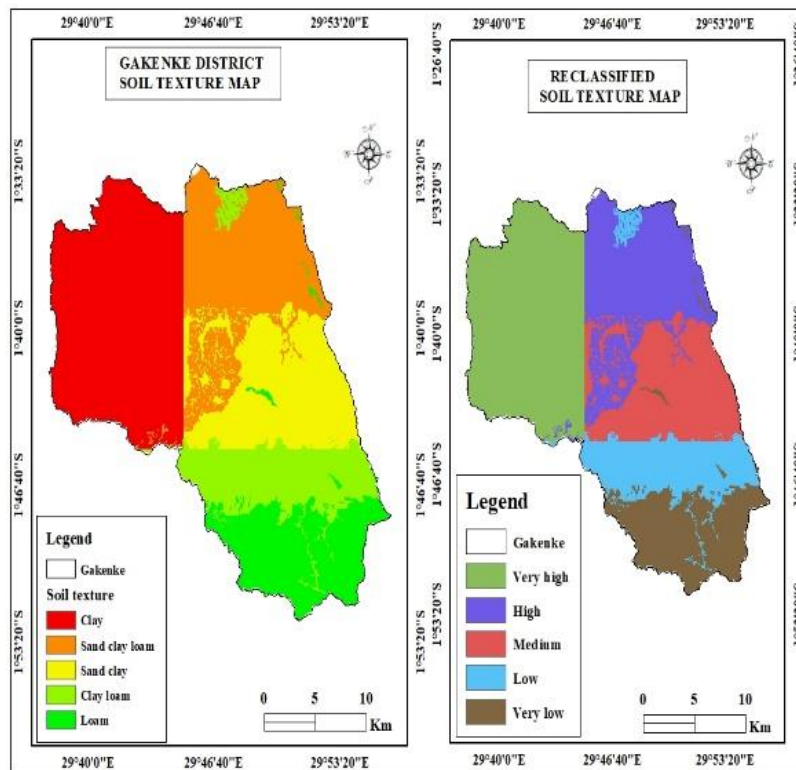 29°40'0"E 29°46'40"E 29°53'20"E
GAKENKE DISTRICT
SOIL TEXTURE MAP
1°33'20"S
1°40'0"S
1°46'40"S
1°53'20"S
Legend
Gakenke
Soil texture
Clay
Sand clay loam
Sand clay
Clay loam
Loam
0 5 10
Km
29°40'0"E 29°46'40"E 29°53'20"E
29°40'0"E 29°46'40"E 29°53'20"E
RECLASSIFIED
SOIL TEXTURE MAP
1°26'40"S
1°33'20"S
1°40'0"S
1°46'40"S
1°53'20"S
Legend
Gakenke
Very high
High
Medium
Low
Very low
0 5 10
Km
29°40'0"E 29°46'40"E 29°53'20"E